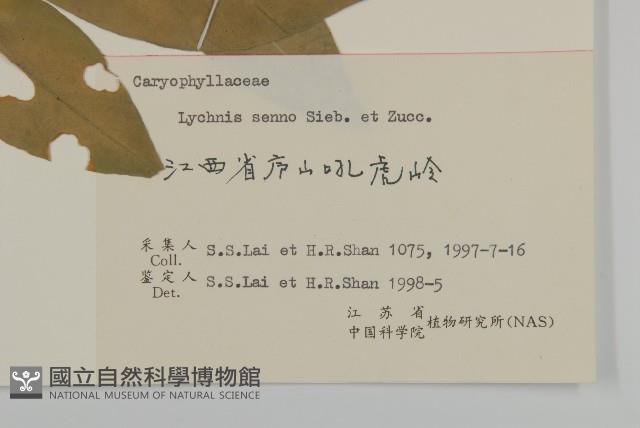 Caryophyllaceae
Lychnis senno Sieb. et Zucc.
江西省庐山吼虎岭
采集人 Coll. S.S.Lai et H.R.Shan 1075, 1997-7-16
鉴定人 Det. S.S.Lai et H.R.Shan 1998-5
江苏省
中国科学院 植物研究所(NAS)
國立自然科學博物館
NATIONAL MUSEUM OF NATURAL SCIENCE